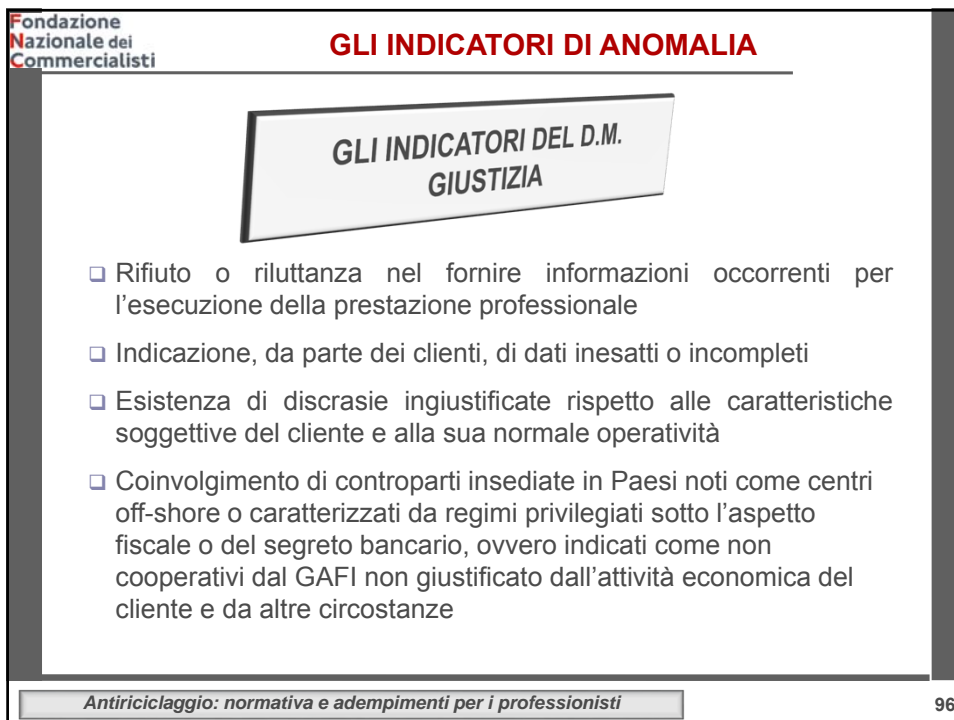 Fondazione
Nazionale dei
Commercialisti
GLI INDICATORI DI ANOMALIA
GLI INDICATORI DEL D.M.
GIUSTIZIA
Rifiuto o riluttanza nel fornire informazioni occorrenti per
l’esecuzione della prestazione professionale
Indicazione, da parte dei clienti, di dati inesatti o incompleti
Esistenza di discrasie ingiustificate rispetto alle caratteristiche
soggettive del cliente e alla sua normale operatività
Coinvolgimento di controparti insediate in Paesi noti come centri
off-shore o caratterizzati da regimi privilegiati sotto l’aspetto
fiscale o del segreto bancario, ovvero indicati come non
cooperativi dal GAFI non giustificato dall’attività economica del
cliente e da altre circostanze
Antiriciclaggio: normativa e adempimenti per i professionisti
96